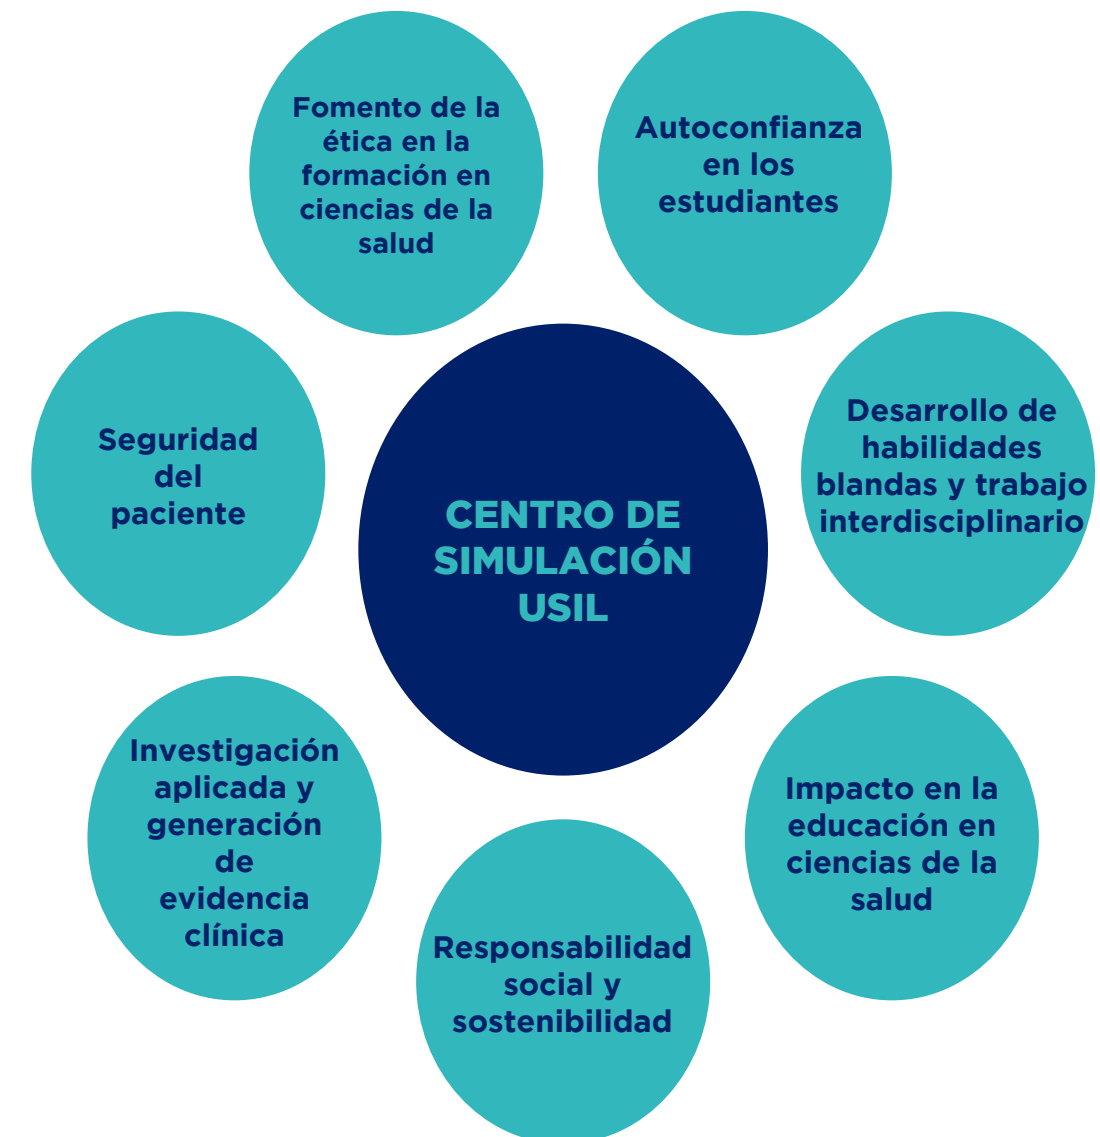 Fomento de la
ética en la
formación en
ciencias de la
salud
Autoconfianza
en los
estudiantes
Seguridad
del
paciente
CENTRO DE
SIMULACIÓN
USIL
Desarrollo de
habilidades
blandas y trabajo
interdisciplinario
Investigación
aplicada y
generación
de
evidencia
clínica
Responsabilidad
social y
sostenibilidad
Impacto en la
educación en
ciencias de la
salud